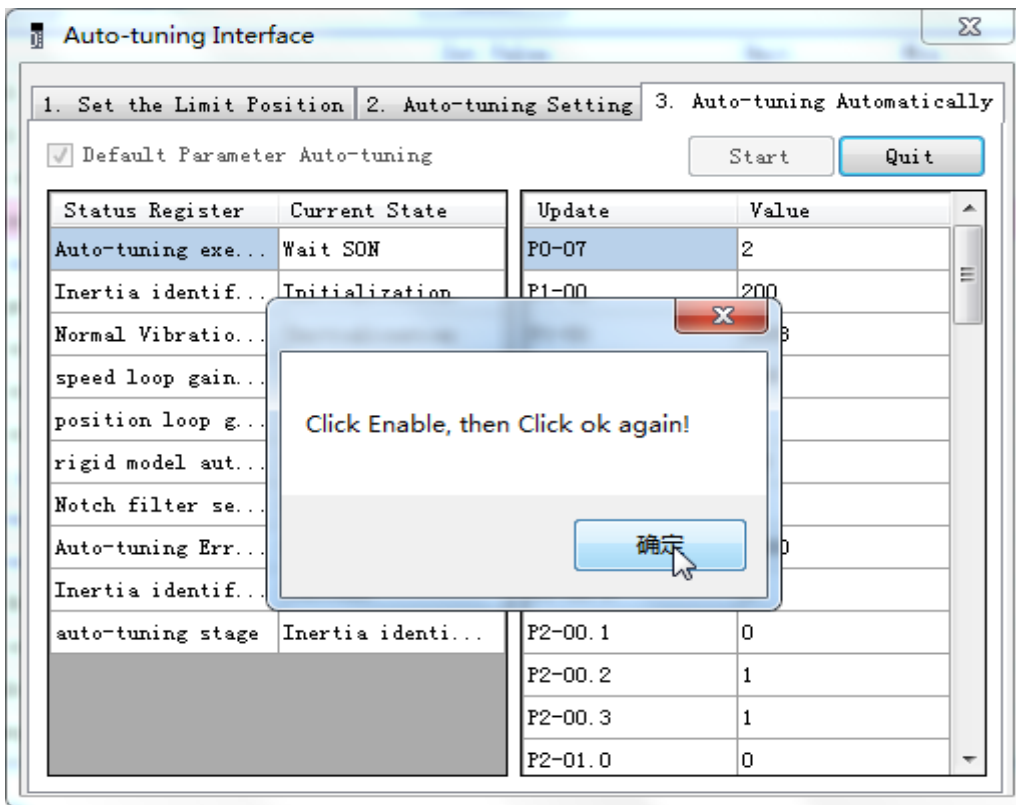 Auto-tuning Interface
1. Set the Limit Position 2. Auto-tuning Setting 3. Auto-tuning Automatically
Default Parameter Auto-tuning Start Quit
Status Register Current State Update Value
Auto-tuning exe... Wait SON P0-07 2
Inertia identif... Initialization P1-00 200
Normal Vibratio...
speed loop gain...
Click Enable, then Click ok again!
position loop g...
rigid model aut...
Notch filter se...
确定
Auto-tuning Err...
Inertia identif...
auto-tuning stage Inertia identi... P2-00.1 0
P2-00.2 1
P2-00.3 1
P2-01.0 0